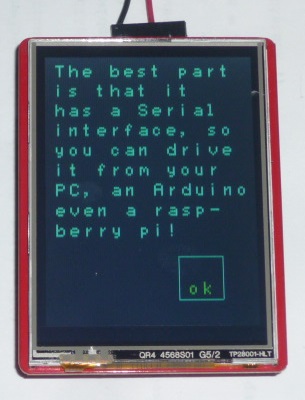 The best part
is that it
has a Serial
interface, so
you can drive
it from your
PC, an Arduino
even a rasp-
berry pi!
ok
QR4 4568S01 G5/2 TP28001-HLT